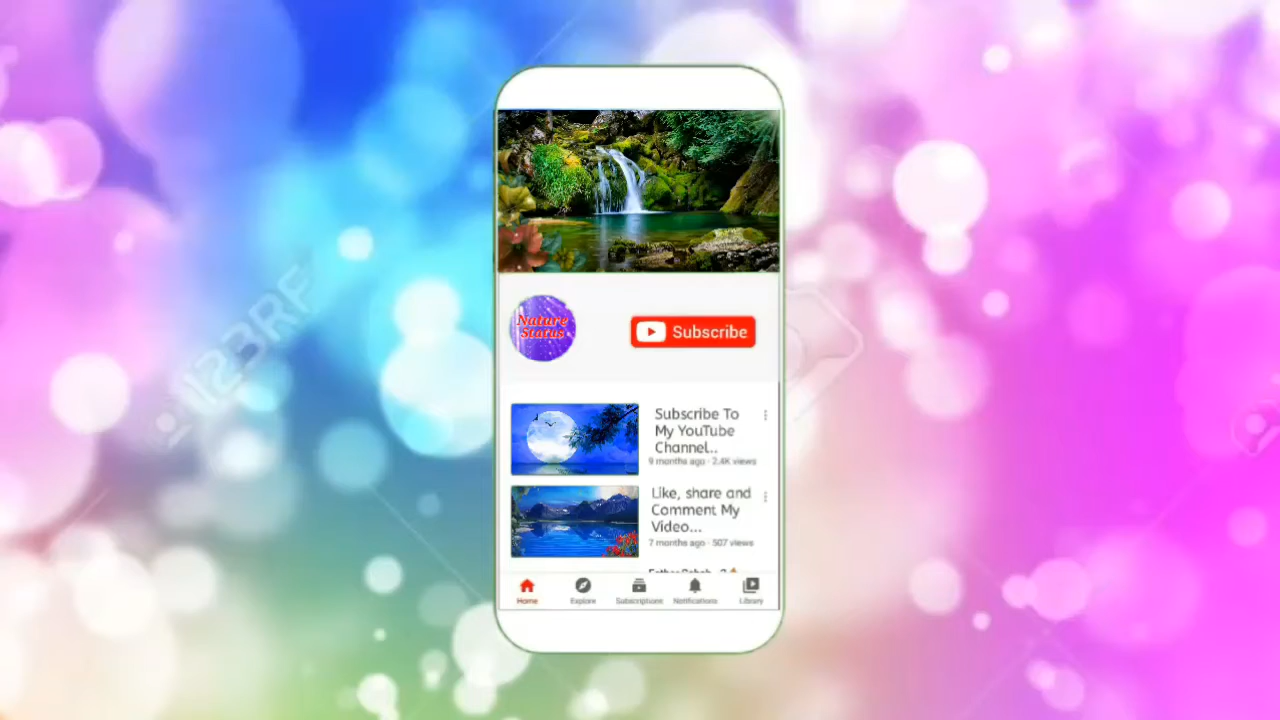 123RF
Nature
Status
Subscribe
Subscribe To
My YouTube
Channel..
9 months ago · 2.4K views
Like, share and
Comment My
Video...
7 months ago · 507 views
Home
Explore
Subscriptions
Notifications
Library